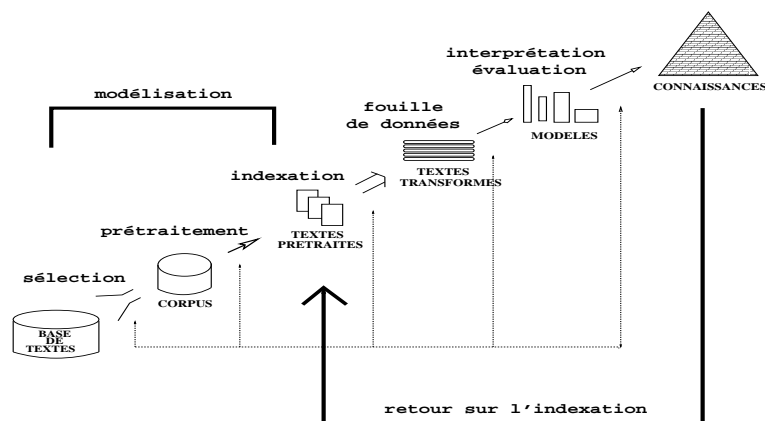 interprétation
évaluation
CONNAISSANCES
modélisation
fouille
de données
MODELES
indexation
TEXTES
TRANSFORMES
prétraitement
TEXTES
PRETRAITES
sélection
CORPUS
BASE
DE
TEXTES
retour sur l'indexation